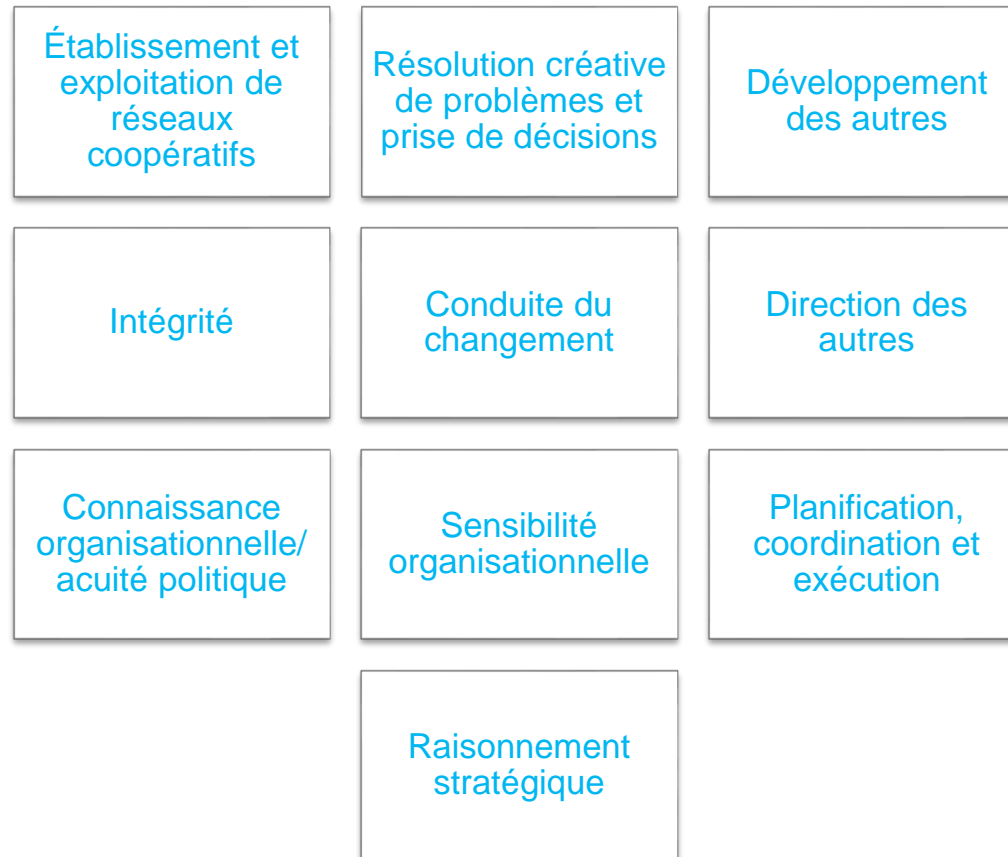 Établissement et
exploitation de
réseaux
coopératifs
Résolution créative
de problèmes et
prise de décisions
Développement
des autres
Intégrité
Conduite du
changement
Direction des
autres
Connaissance
organisationnelle/
acuité politique
Sensibilité
organisationnelle
Planification,
coordination et
exécution
Raisonnement
stratégique